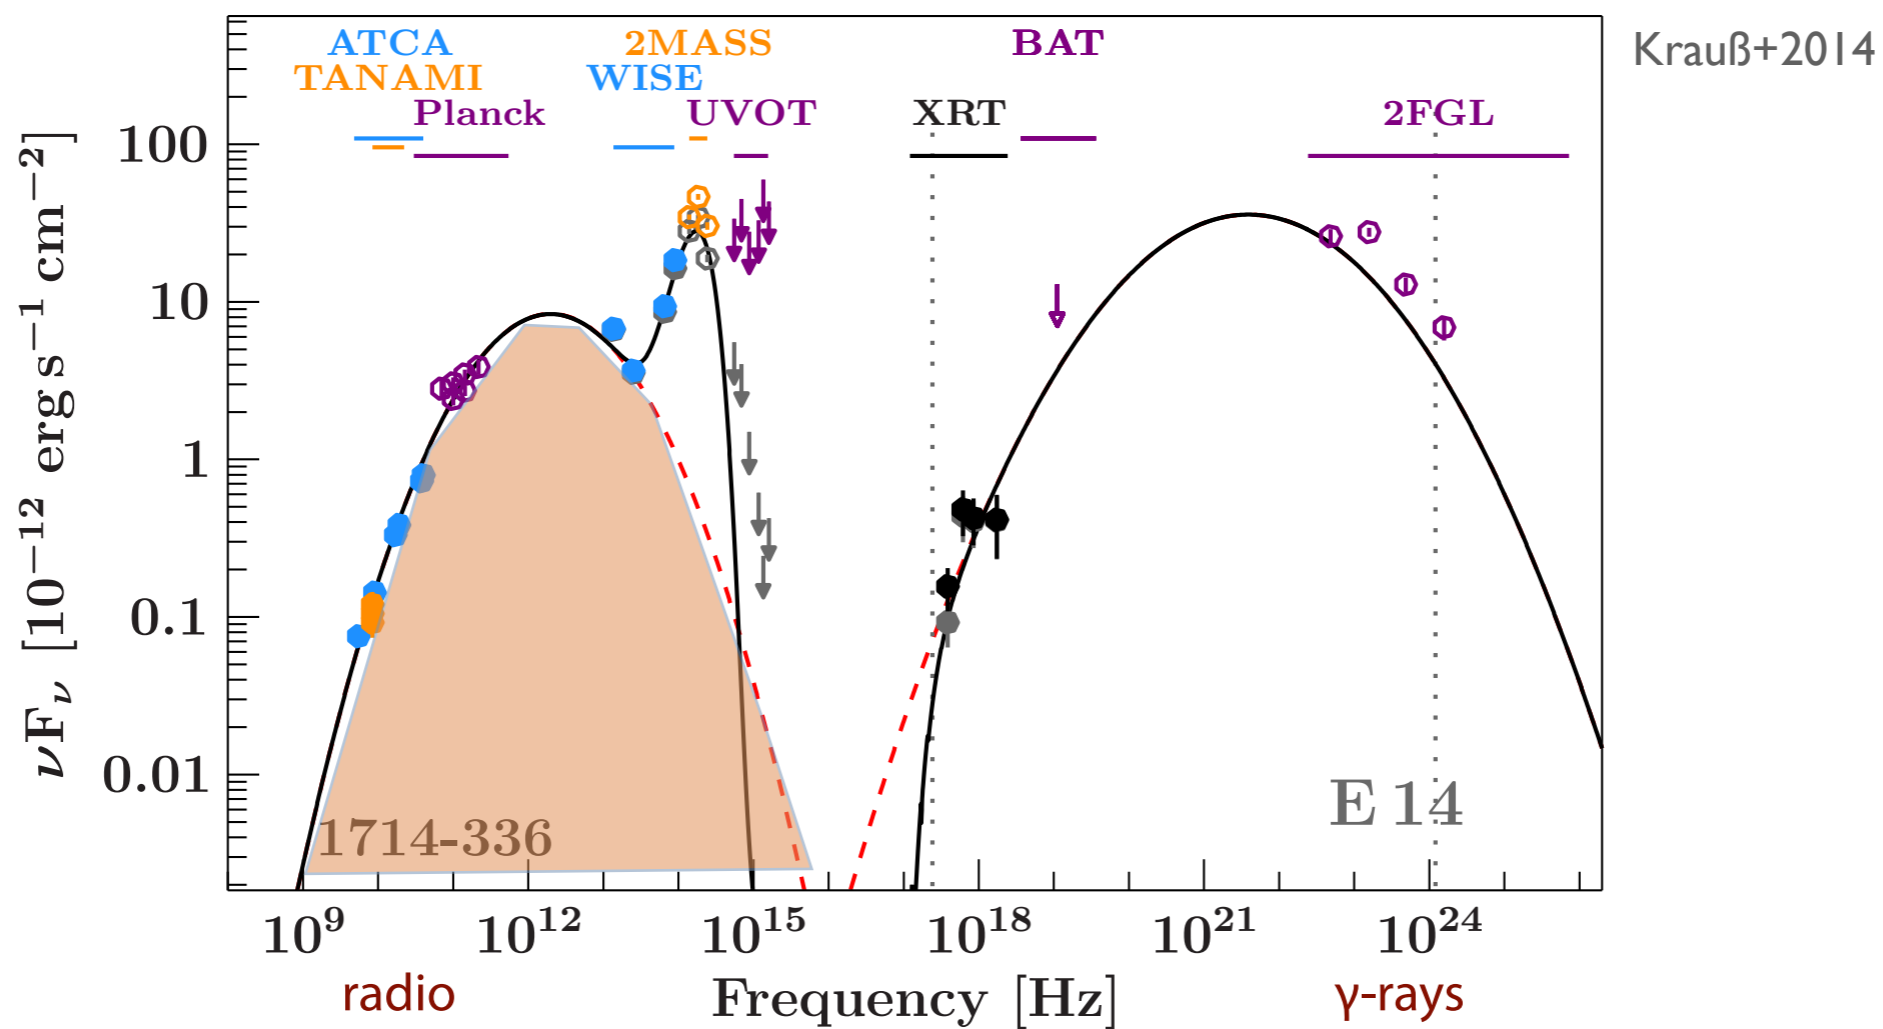 ATCA 2MASS BAT Krauß+2014
TANAMI WISE
Planck UVOT XRT 2FGL
100
10
1
0.1
0.01
νFν [10−12 erg s−1 cm−2]
E 14
1714-336
10⁹ 10¹² 10¹⁵ 10¹⁸ 10²¹ 10²⁴
radio Frequency [Hz] γ-rays